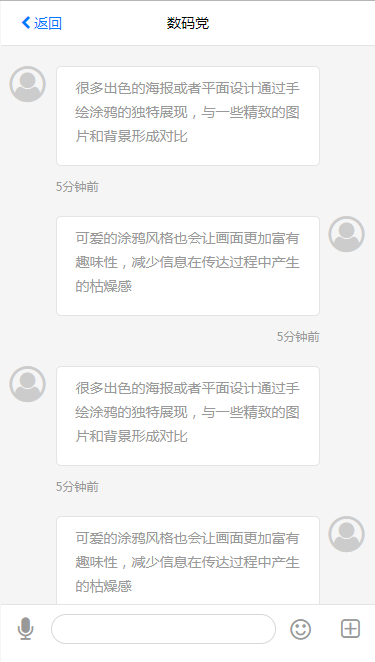 返回
数码党
很多出色的海报或者平面设计通过手
绘涂鸦的独特展现，与一些精致的图
片和背景形成对比
5分钟前
可爱的涂鸦风格也会让画面更加富有
趣味性，减少信息在传达过程中产生
的枯燥感
5分钟前
很多出色的海报或者平面设计通过手
绘涂鸦的独特展现，与一些精致的图
片和背景形成对比
5分钟前
可爱的涂鸦风格也会让画面更加富有
趣味性，减少信息在传达过程中产生
的枯燥感